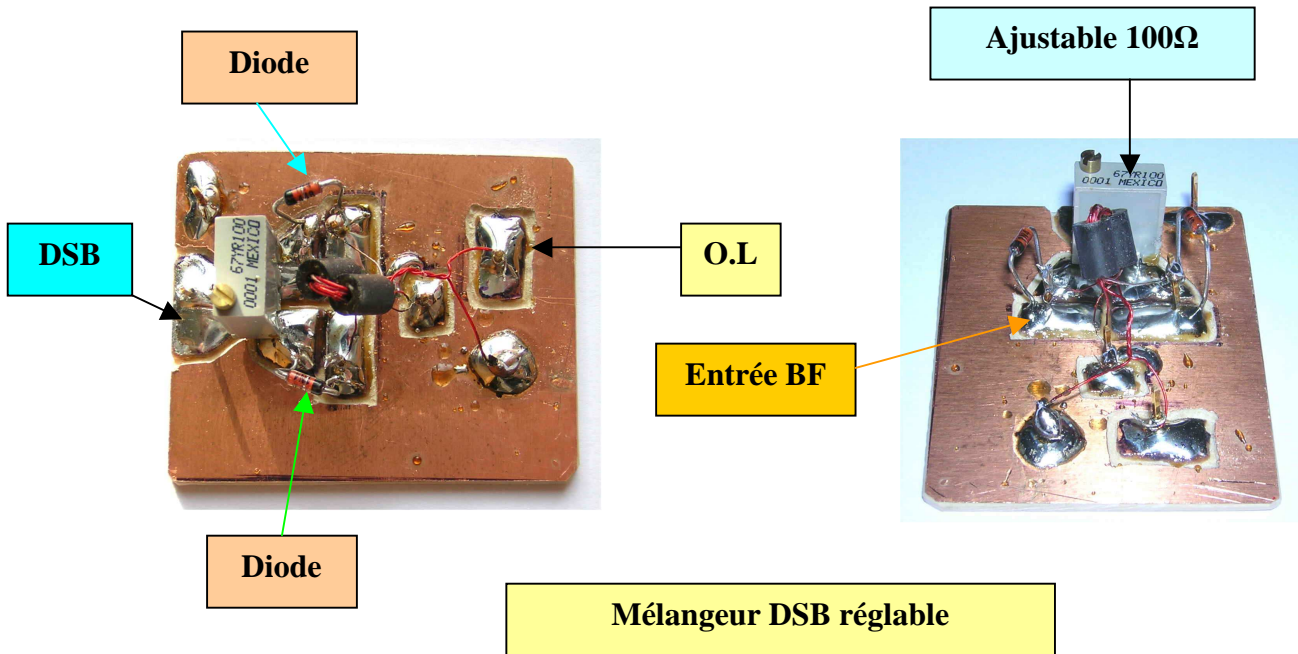 Diode
Ajustable 100Ω
67YR100
0001 MEXICO
67YR100
0001 MEXICO
DSB
O.L
Entrée BF
Diode
Mélangeur DSB réglable